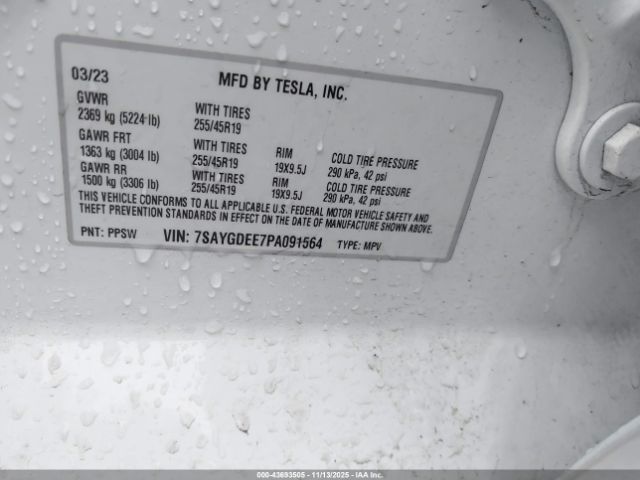 03/23 MFD BY TESLA, INC.
GVWR
2369 kg (5224 lb) WITH TIRES 255/45R19
GAWR FRT
1363 kg (3004 lb) WITH TIRES 255/45R19 RIM 19X9.5J COLD TIRE PRESSURE 290 kPa, 42 psi
GAWR RR
1500 kg (3306 lb) WITH TIRES 255/45R19 RIM 19X9.5J COLD TIRE PRESSURE 290 kPa, 42 psi
THIS VEHICLE CONFORMS TO ALL APPLICABLE U.S. FEDERAL MOTOR VEHICLE SAFETY AND
THEFT PREVENTION STANDARDS IN EFFECT ON THE DATE OF MANUFACTURE SHOWN ABOVE.
PNT: PPSW VIN: 7SAYGDEE7PA091564 TYPE: MPV
000-43693505 - 11/13/2025 - IAA Inc.